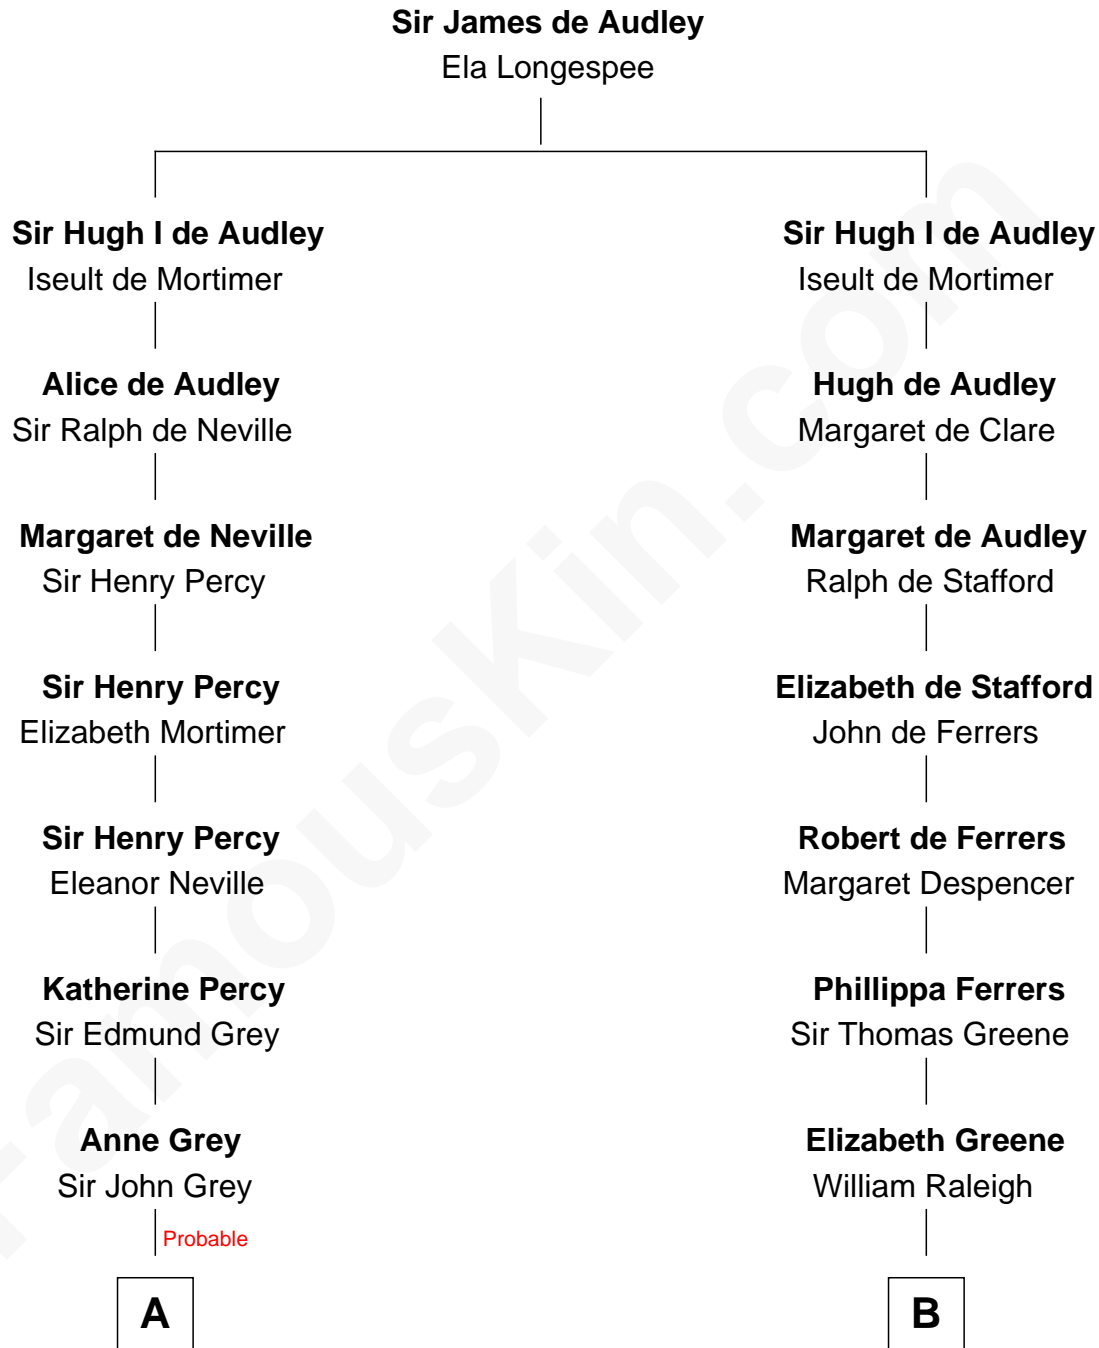 Sir James de Audley
Ela Longespee
Sir Hugh I de Audley
Iseult de Mortimer
Sir Hugh I de Audley
Iseult de Mortimer
Alice de Audley
Sir Ralph de Neville
Hugh de Audley
Margaret de Clare
Margaret de Neville
Sir Henry Percy
Margaret de Audley
Ralph de Stafford
Sir Henry Percy
Elizabeth Mortimer
Elizabeth de Stafford
John de Ferrers
Sir Henry Percy
Eleanor Neville
Robert de Ferrers
Margaret Despencer
Katherine Percy
Sir Edmund Grey
Phillippa Ferrers
Sir Thomas Greene
Anne Grey
Sir John Grey
Elizabeth Greene
William Raleigh
Probable
A
B
FamousKin.com